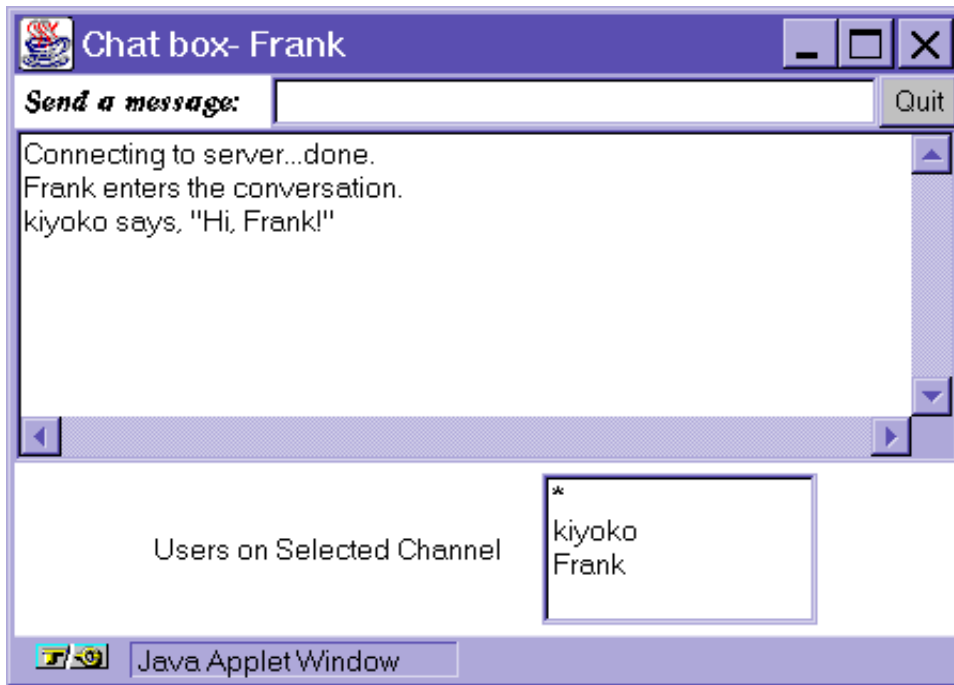 Chat box- Frank
Send a message:
Quit
Connecting to server...done.
Frank enters the conversation.
kiyoko says, "Hi, Frank!"
Users on Selected Channel
*
kiyoko
Frank
Java Applet Window